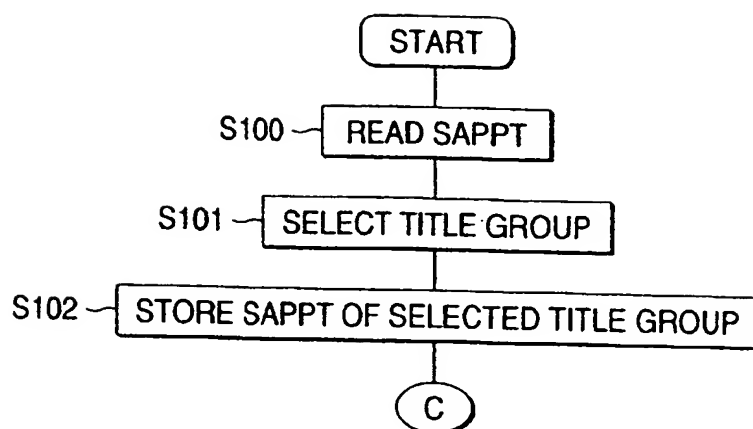 START
S100 READ SAPPT
S101 SELECT TITLE GROUP
S102 STORE SAPPT OF SELECTED TITLE GROUP
C